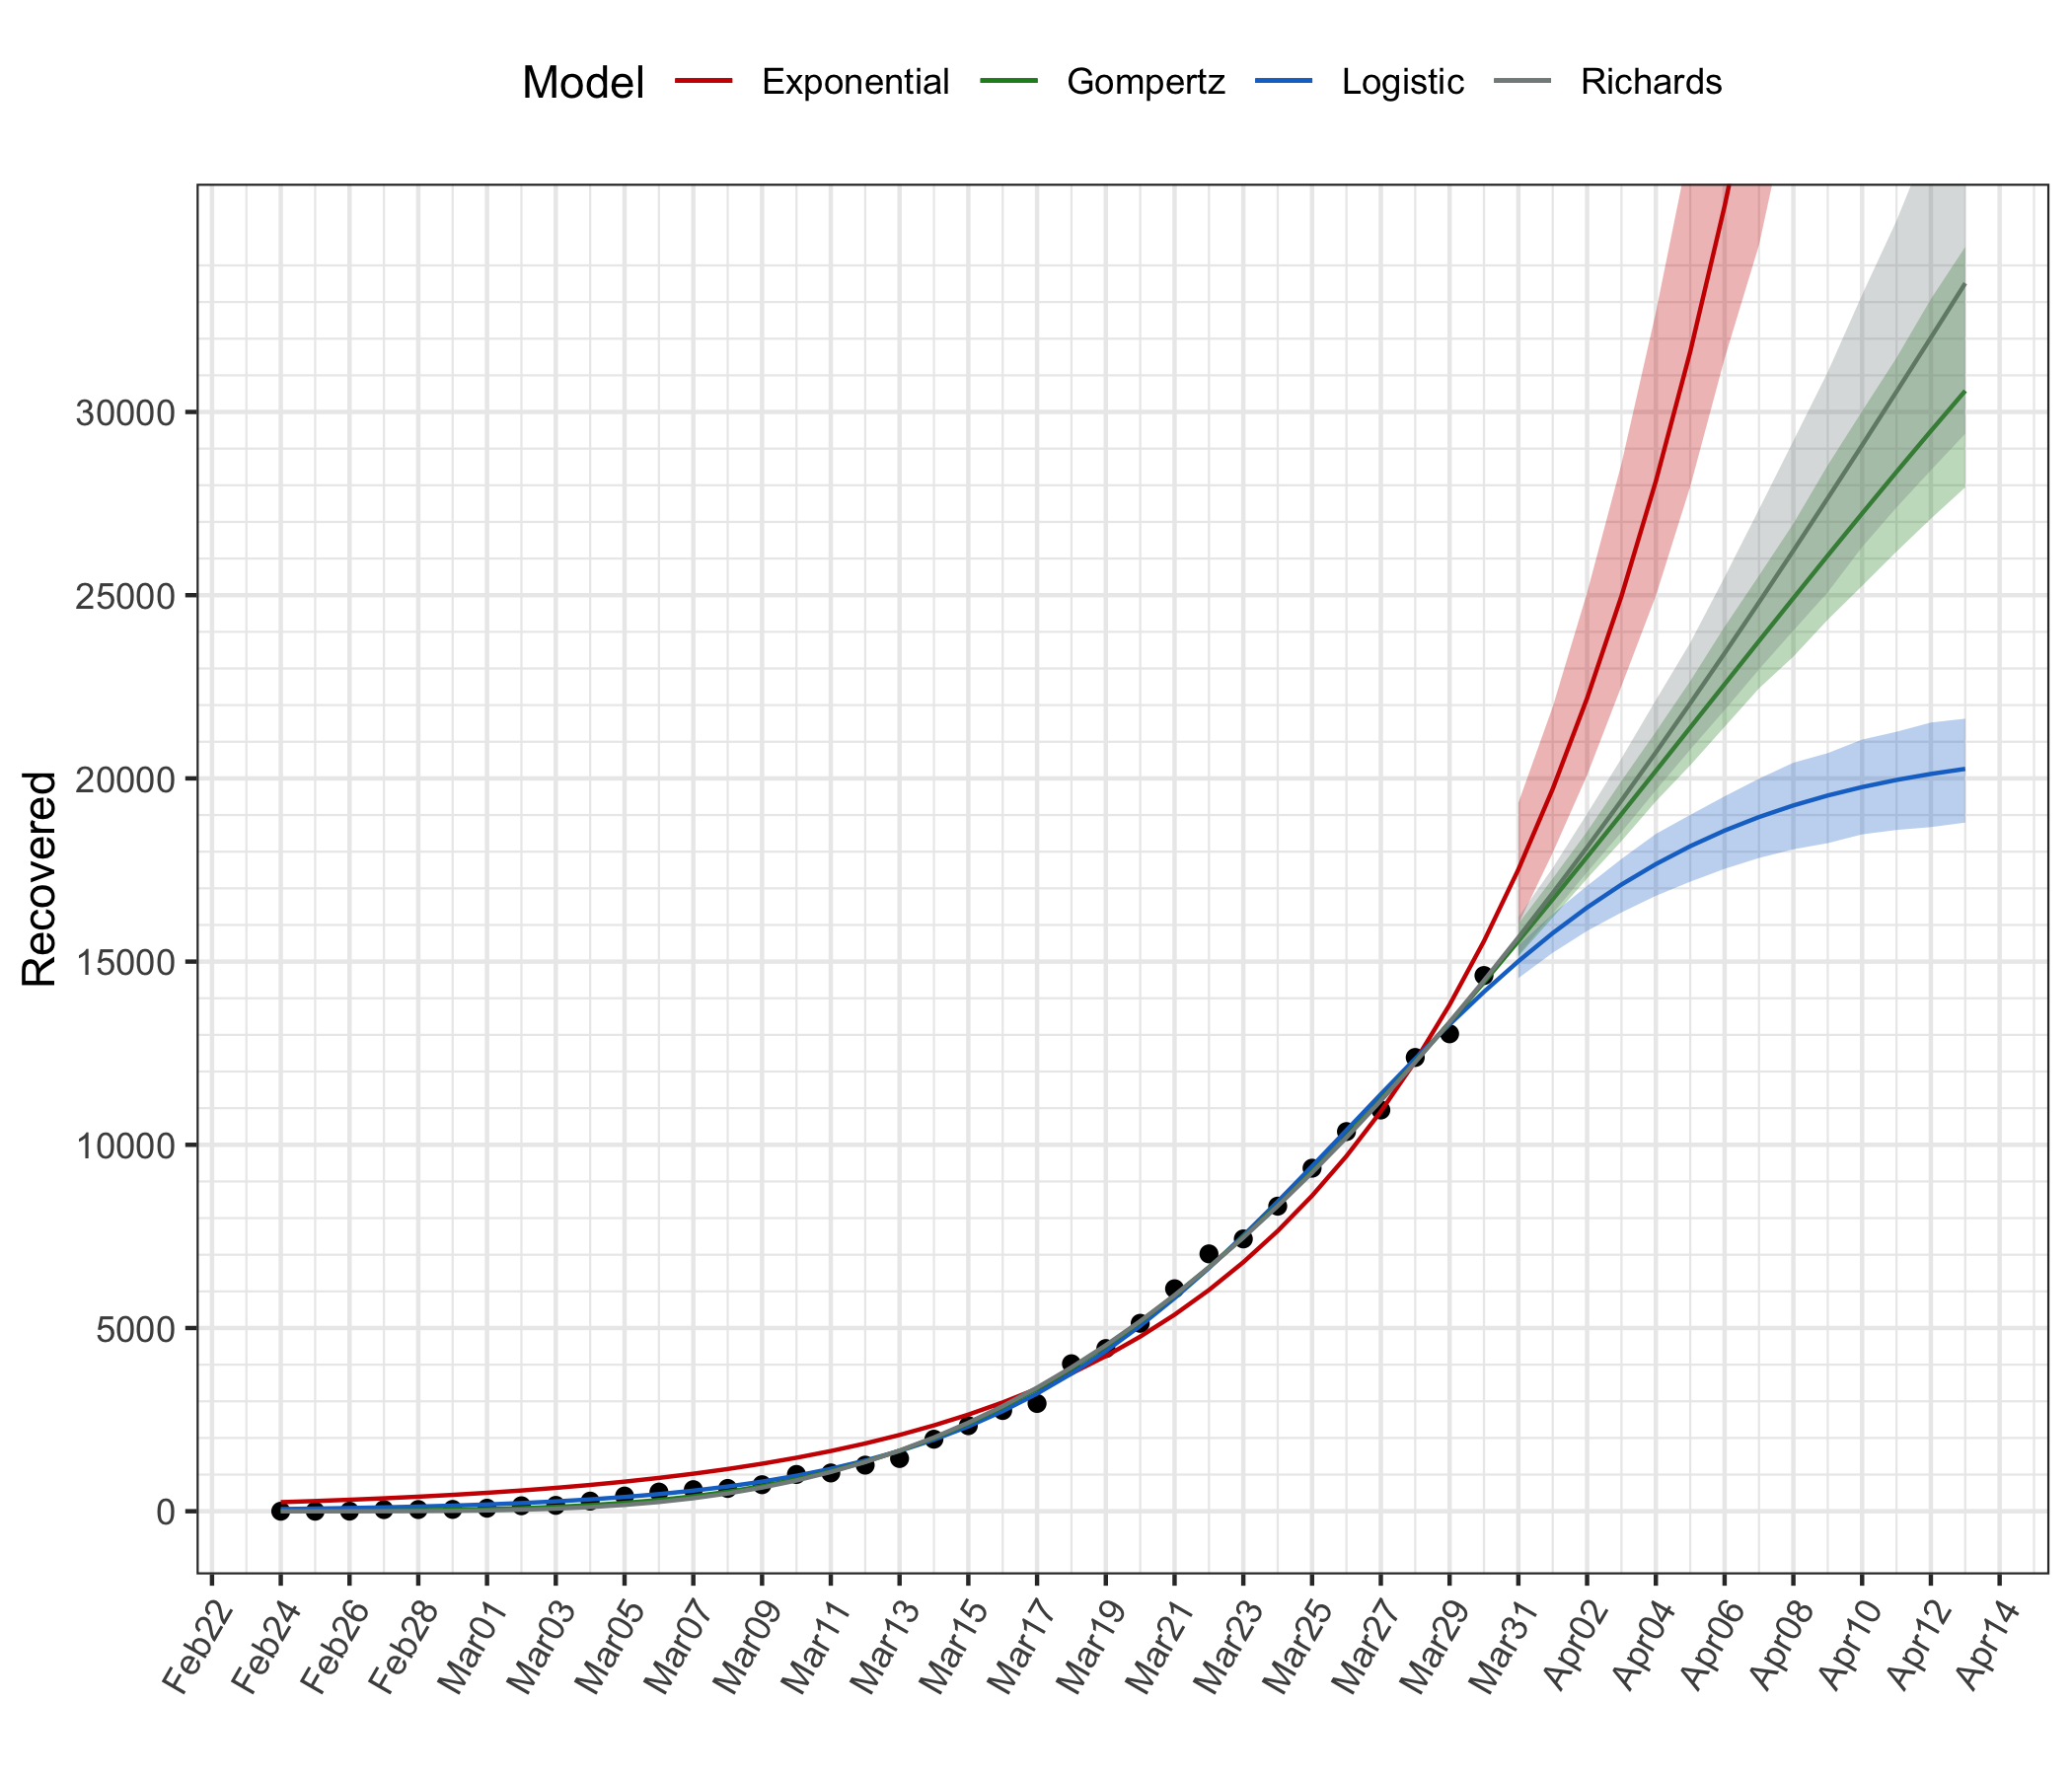 Model Exponential Gompertz Logistic Richards
Recovered
30000
25000
20000
15000
10000
5000
0
Feb22 Feb24 Feb26 Feb28 Mar01 Mar03 Mar05 Mar07 Mar09 Mar11 Mar13 Mar15 Mar17 Mar19 Mar21 Mar23 Mar25 Mar27 Mar29 Mar31 Apr02 Apr04 Apr06 Apr08 Apr10 Apr12 Apr14